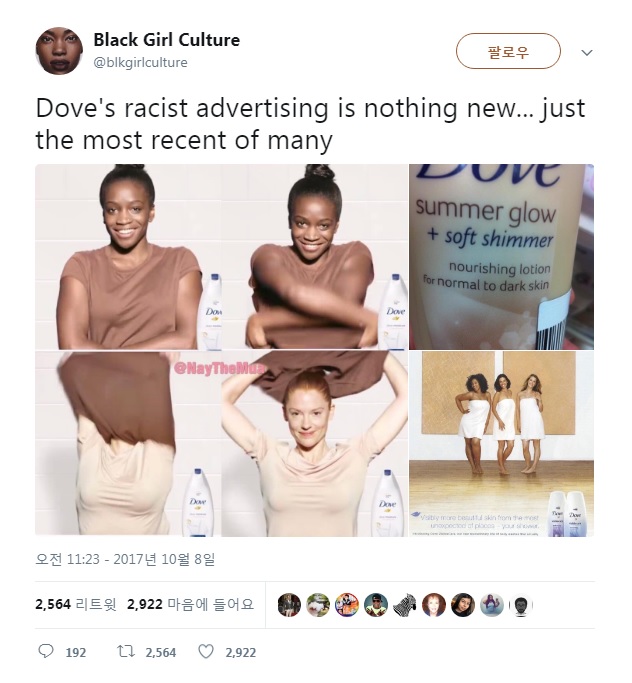 Black Girl Culture
@blkgirlculture
팔로우
Dove's racist advertising is nothing new... just
the most recent of many
Dove
Dove
Dove
summer glow
+ soft shimmer
nourishing lotion
for normal to dark skin
@NayTheMua
Dove
Dove
Visibly more beautiful skin from the most
unexpected of places – your shower.
오전 11:23 - 2017년 10월 8일
2,564 리트윗 2,922 마음에 들어요
192 2,564 2,922